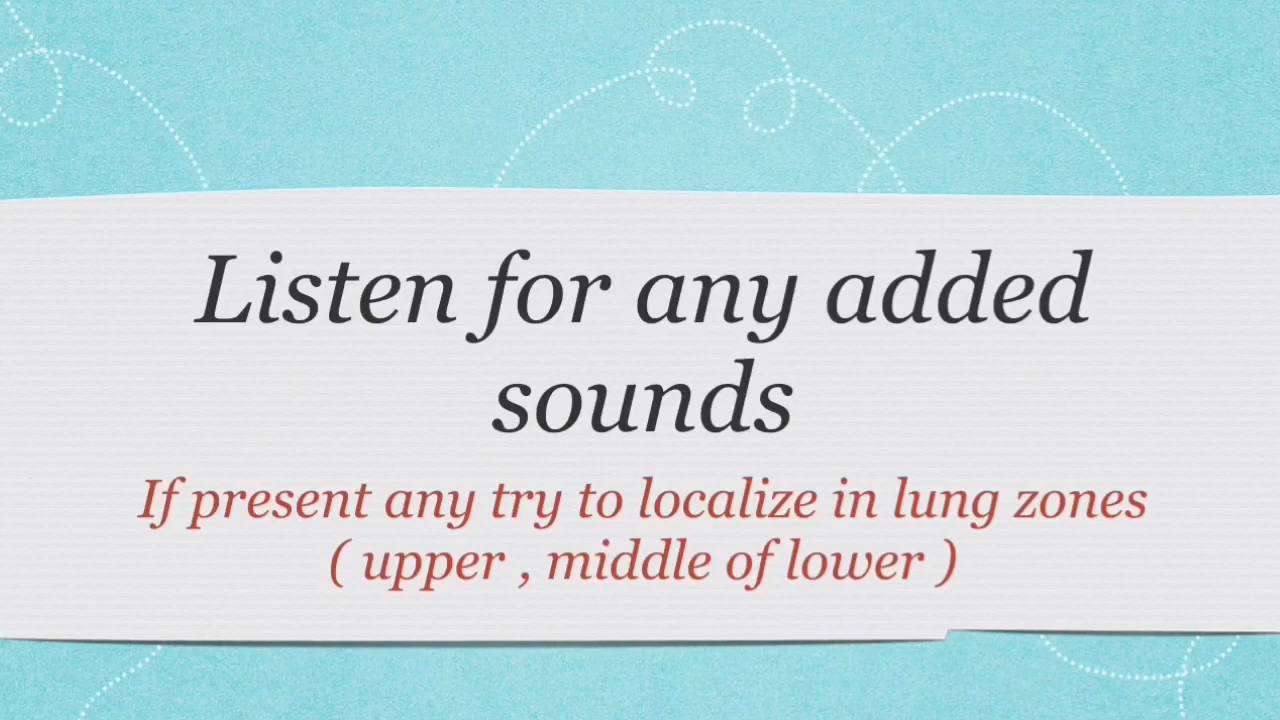 Listen for any added
sounds
If present any try to localize in lung zones
( upper , middle of lower )